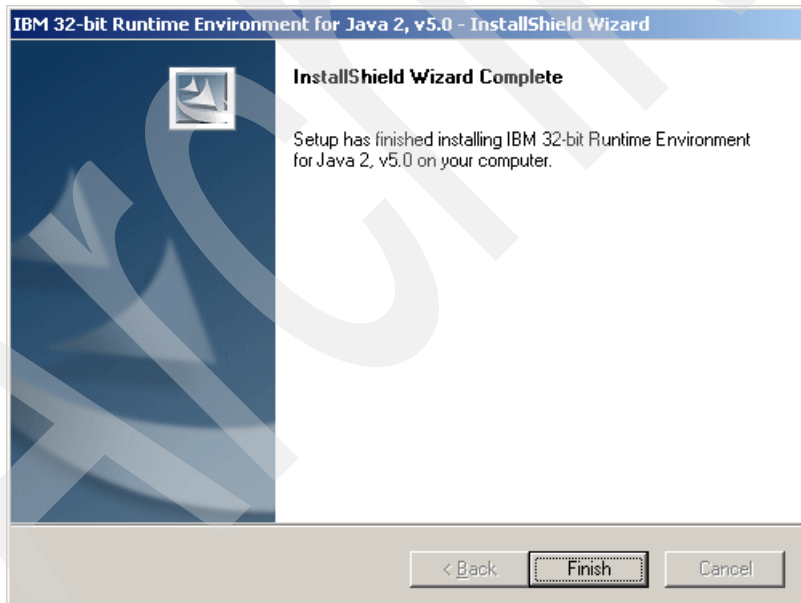 IBM 32-bit Runtime Environment for Java 2, v5.0 - InstallShield Wizard
InstallShield Wizard Complete
Setup has finished installing IBM 32-bit Runtime Environment
for Java 2, v5.0 on your computer.
< Back
Finish
Cancel